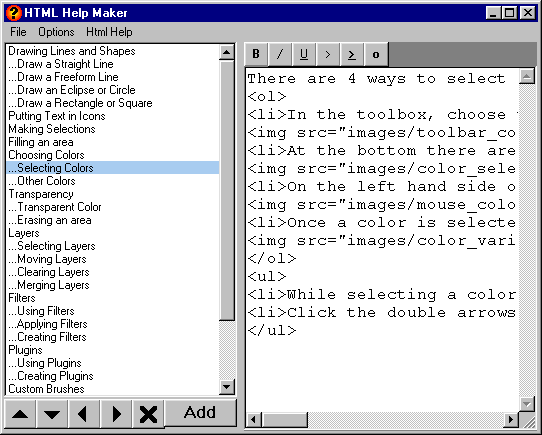 HTML Help Maker
File Options Html Help
Drawing Lines and Shapes
...Draw a Straight Line
...Draw a Freeform Line
...Draw an Eclipse or Circle
...Draw a Rectangle or Square
Putting Text in Icons
Making Selections
Filling an area
Choosing Colors
...Selecting Colors
...Other Colors
Transparency
...Transparent Color
...Erasing an area
Layers
...Selecting Layers
...Moving Layers
...Clearing Layers
...Merging Layers
Filters
...Using Filters
...Applying Filters
...Creating Filters
Plugins
...Using Plugins
...Creating Plugins
Custom Brushes
Add
B / U > > o
There are 4 ways to select
<ol>
<li>In the toolbox, choose
<img src="images/toolbar_co
<li>At the bottom there are
<img src="images/color_sele
<li>On the left hand side o
<img src="images/mouse_colo
<li>Once a color is selecte
<img src="images/color_vari
</ol>
<ul>
<li>While selecting a color
<li>Click the double arrows
</ul>